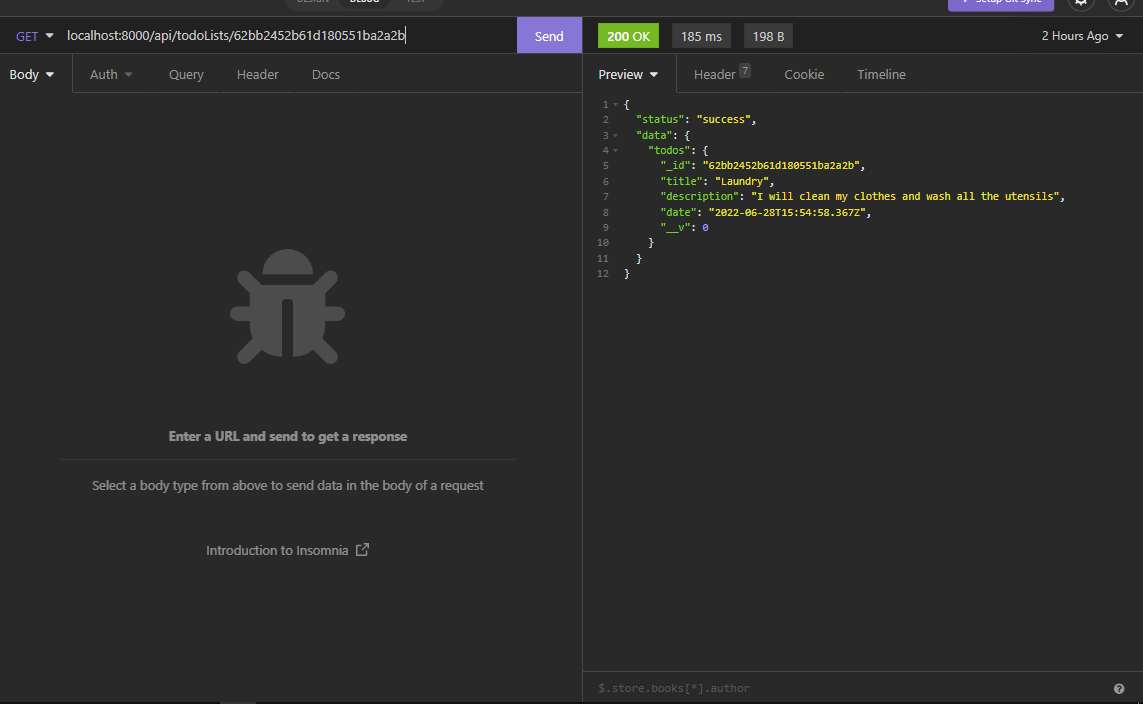 DESIGN DEBUG TEST Setup Git Sync
GET localhost:8000/api/todoLists/62bb2452b61d180551ba2a2b Send 200 OK 185 ms 198 B 2 Hours Ago
Body Auth Query Header Docs Preview Header 7 Cookie Timeline
1 {
2 "status": "success",
3 "data": {
4 "todos": {
5 "_id": "62bb2452b61d180551ba2a2b",
6 "title": "Laundry",
7 "description": "I will clean my clothes and wash all the utensils",
8 "date": "2022-06-28T15:54:58.367Z",
9 "__v": 0
10 }
11 }
12 }
Enter a URL and send to get a response
Select a body type from above to send data in the body of a request
Introduction to Insomnia
$.store.books[*].author